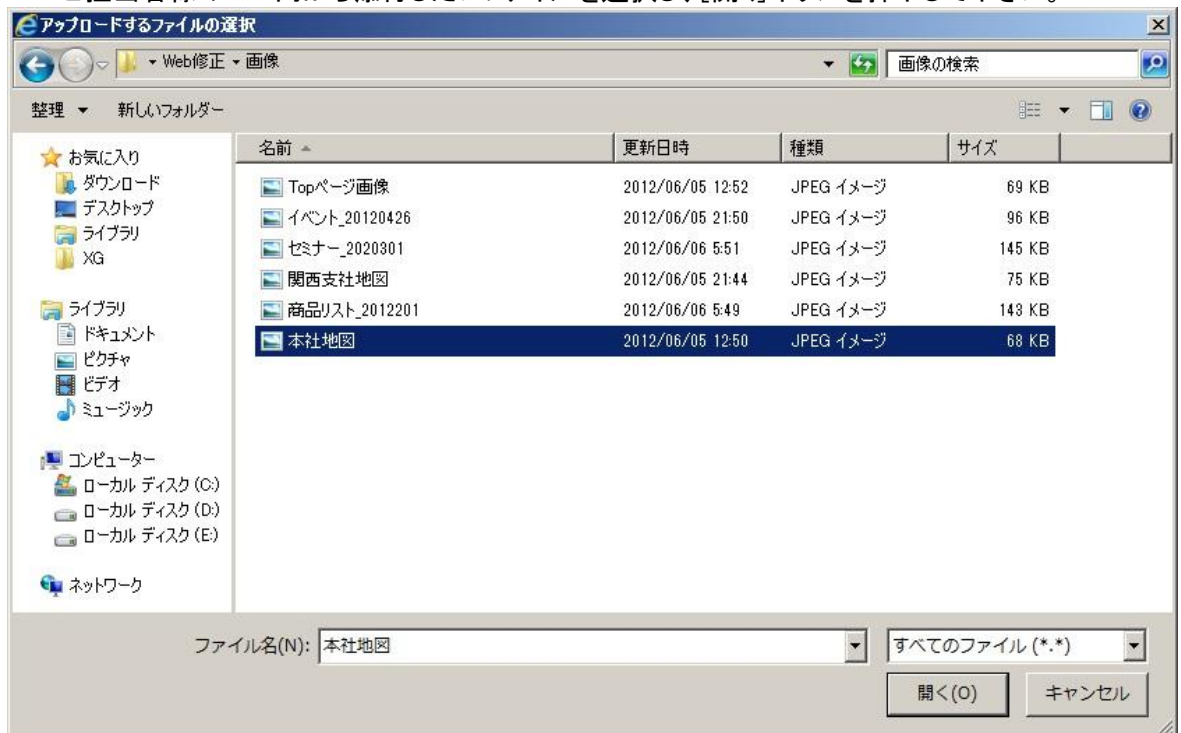 アップロードするファイルの選択
Web修正 画像 画像の検索
整理 新しいフォルダー
お気に入り
ダウンロード
デスクトップ
ライブラリ
XG
ライブラリ
ドキュメント
ピクチャ
ビデオ
ミュージック
コンピューター
ローカル ディスク (C:)
ローカル ディスク (D:)
ローカル ディスク (E:)
ネットワーク
名前 更新日時 種類 サイズ
Topページ画像 2012/06/05 12:52 JPEG イメージ 69 KB
イベント_20120426 2012/06/05 21:50 JPEG イメージ 96 KB
セミナー_2020301 2012/06/06 5:51 JPEG イメージ 145 KB
関西支社地図 2012/06/05 21:44 JPEG イメージ 75 KB
商品リスト_2012201 2012/06/06 5:49 JPEG イメージ 143 KB
本社地図 2012/06/05 12:50 JPEG イメージ 68 KB
ファイル名(N): 本社地図 すべてのファイル (*.*)
開く(O) キャンセル